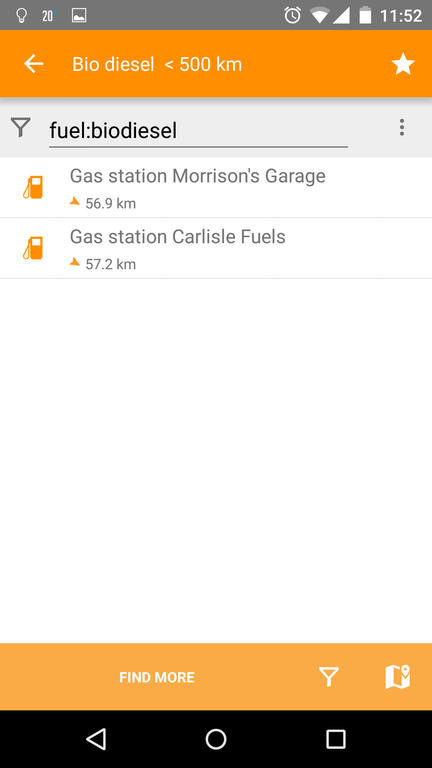 20 11:52
Bio diesel < 500 km
fuel:biodiesel
Gas station Morrison's Garage
56.9 km
Gas station Carlisle Fuels
57.2 km
FIND MORE